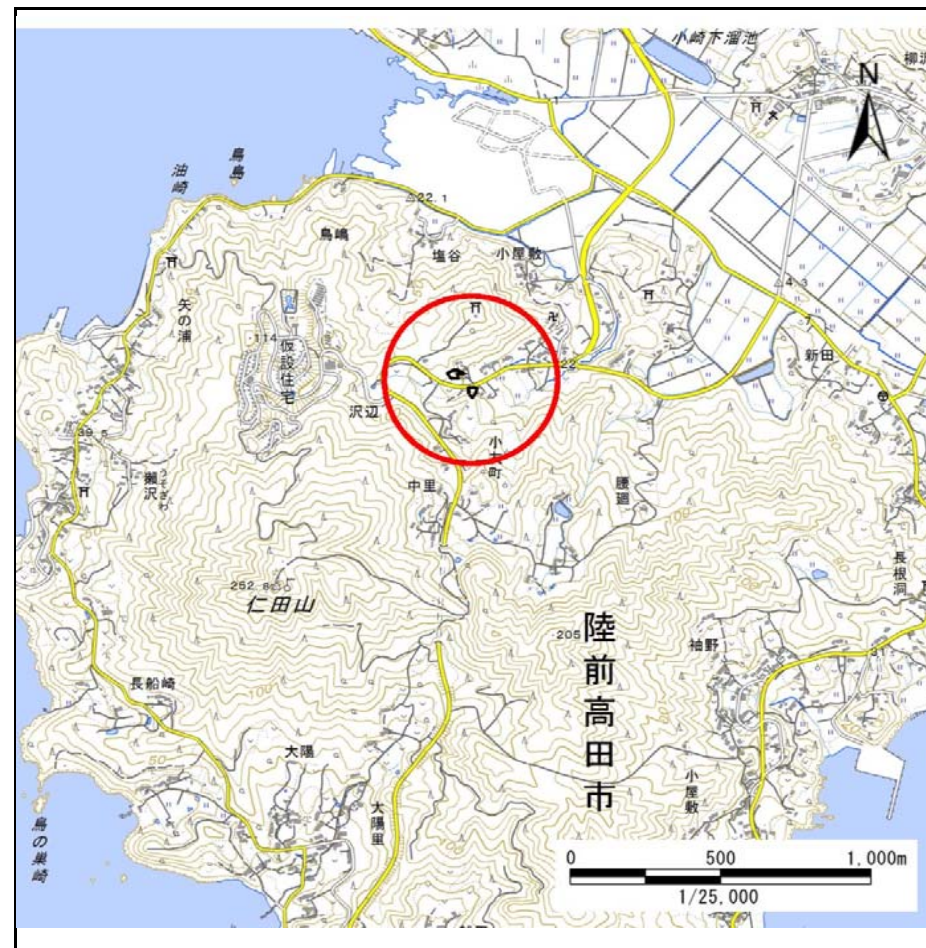 小崎下溜池
柳沢
N
鳥島
油崎
22.1
鳥嶋
塩谷
小屋敷
矢の浦
114
仮設住宅
沢辺
22
4.3
7
新田
39.5
獺沢
うそざわ
中里
腰廻
100
長根洞
252.8
仁田山
205
陸前高田市
袖野
31
長船崎
100
50
大陽
大陽里
小屋敷
鳥の巣崎
0 500 1,000m
1/25,000